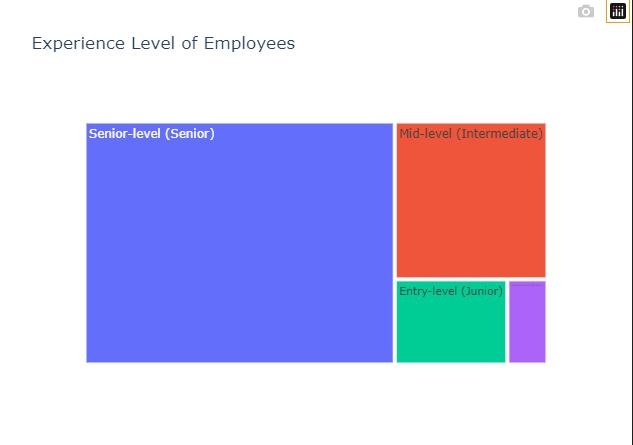 Experience Level of Employees
Senior-level (Senior)
Mid-level (Intermediate)
Entry-level (Junior)